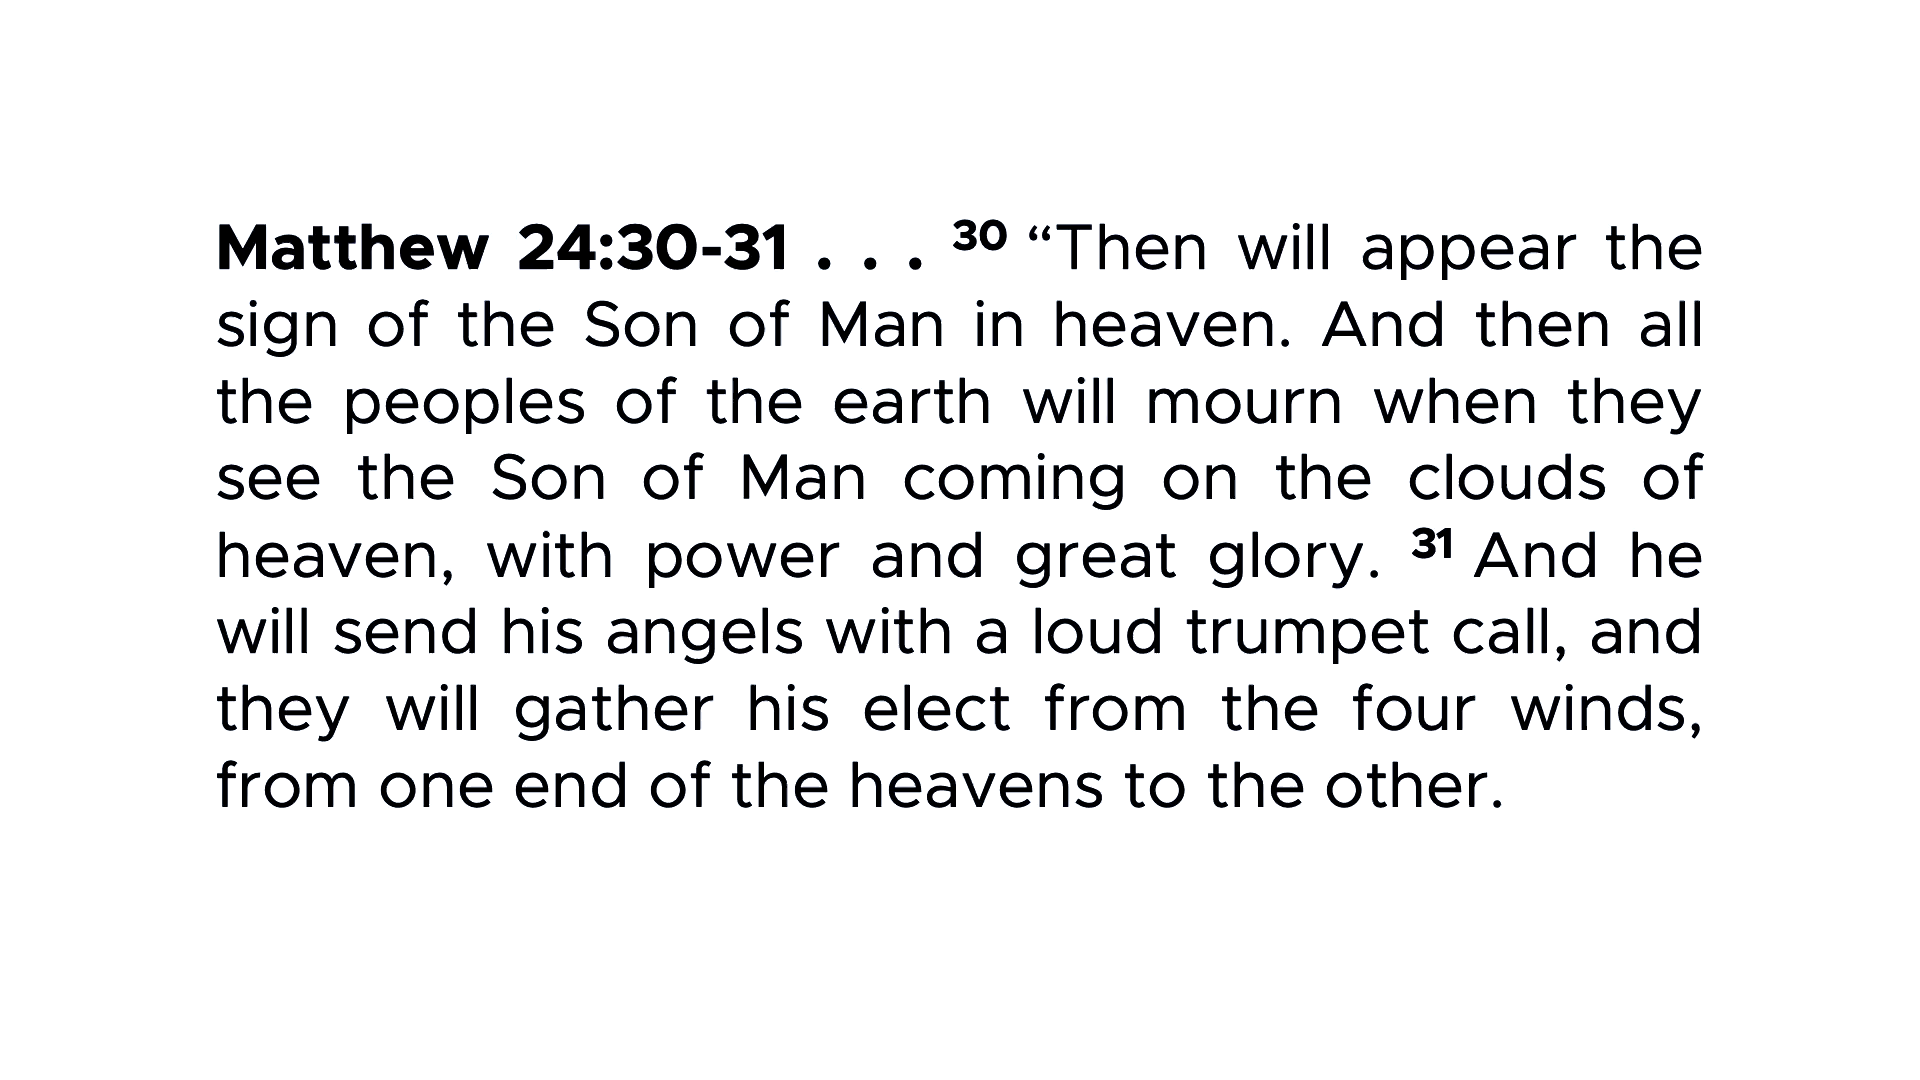 Matthew 24:30-31 . . . 30 “Then will appear the
sign of the Son of Man in heaven. And then all
the peoples of the earth will mourn when they
see the Son of Man coming on the clouds of
heaven, with power and great glory. 31 And he
will send his angels with a loud trumpet call, and
they will gather his elect from the four winds,
from one end of the heavens to the other.